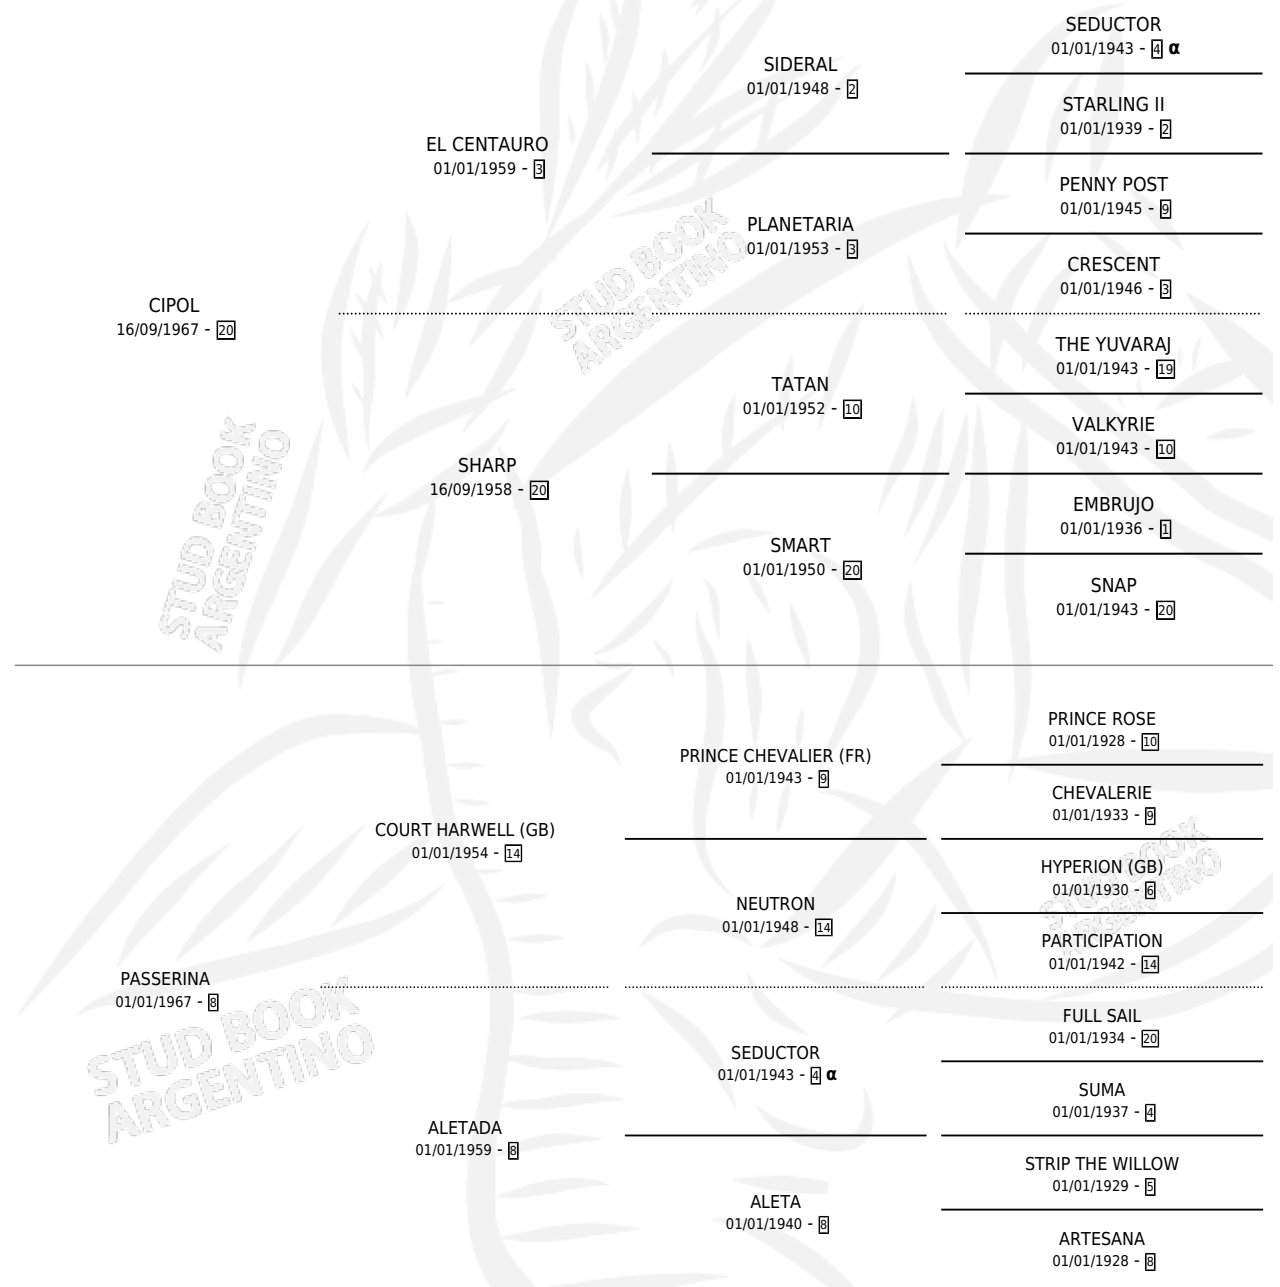 SEDUCTOR
01/01/1943 - 4 α
SIDERAL
01/01/1948 - 2
STARLING II
01/01/1939 - 2
EL CENTAURO
01/01/1959 - 3
PENNY POST
01/01/1945 - 9
PLANETARIA
01/01/1953 - 3
CRESCENT
01/01/1946 - 3
CIPOL
16/09/1967 - 20
THE YUVARAJ
01/01/1943 - 19
TATAN
01/01/1952 - 10
VALKYRIE
01/01/1943 - 10
SHARP
16/09/1958 - 20
EMBRUJO
01/01/1936 - 1
SMART
01/01/1950 - 20
SNAP
01/01/1943 - 20
PRINCE ROSE
01/01/1928 - 10
PRINCE CHEVALIER (FR)
01/01/1943 - 9
CHEVALERIE
01/01/1933 - 9
COURT HARWELL (GB)
01/01/1954 - 14
HYPERION (GB)
01/01/1930 - 6
NEUTRON
01/01/1948 - 14
PARTICIPATION
01/01/1942 - 14
PASSERINA
01/01/1967 - 8
FULL SAIL
01/01/1934 - 20
SEDUCTOR
01/01/1943 - 4 α
SUMA
01/01/1937 - 4
ALETADA
01/01/1959 - 8
STRIP THE WILLOW
01/01/1929 - 5
ALETA
01/01/1940 - 8
ARTESANA
01/01/1928 - 8
STUD BOOK
ARGENTINO
STUD BOOK
ARGENTINO
STUD BOOK
ARGENTINO
STUD BOOK
ARGENTINO